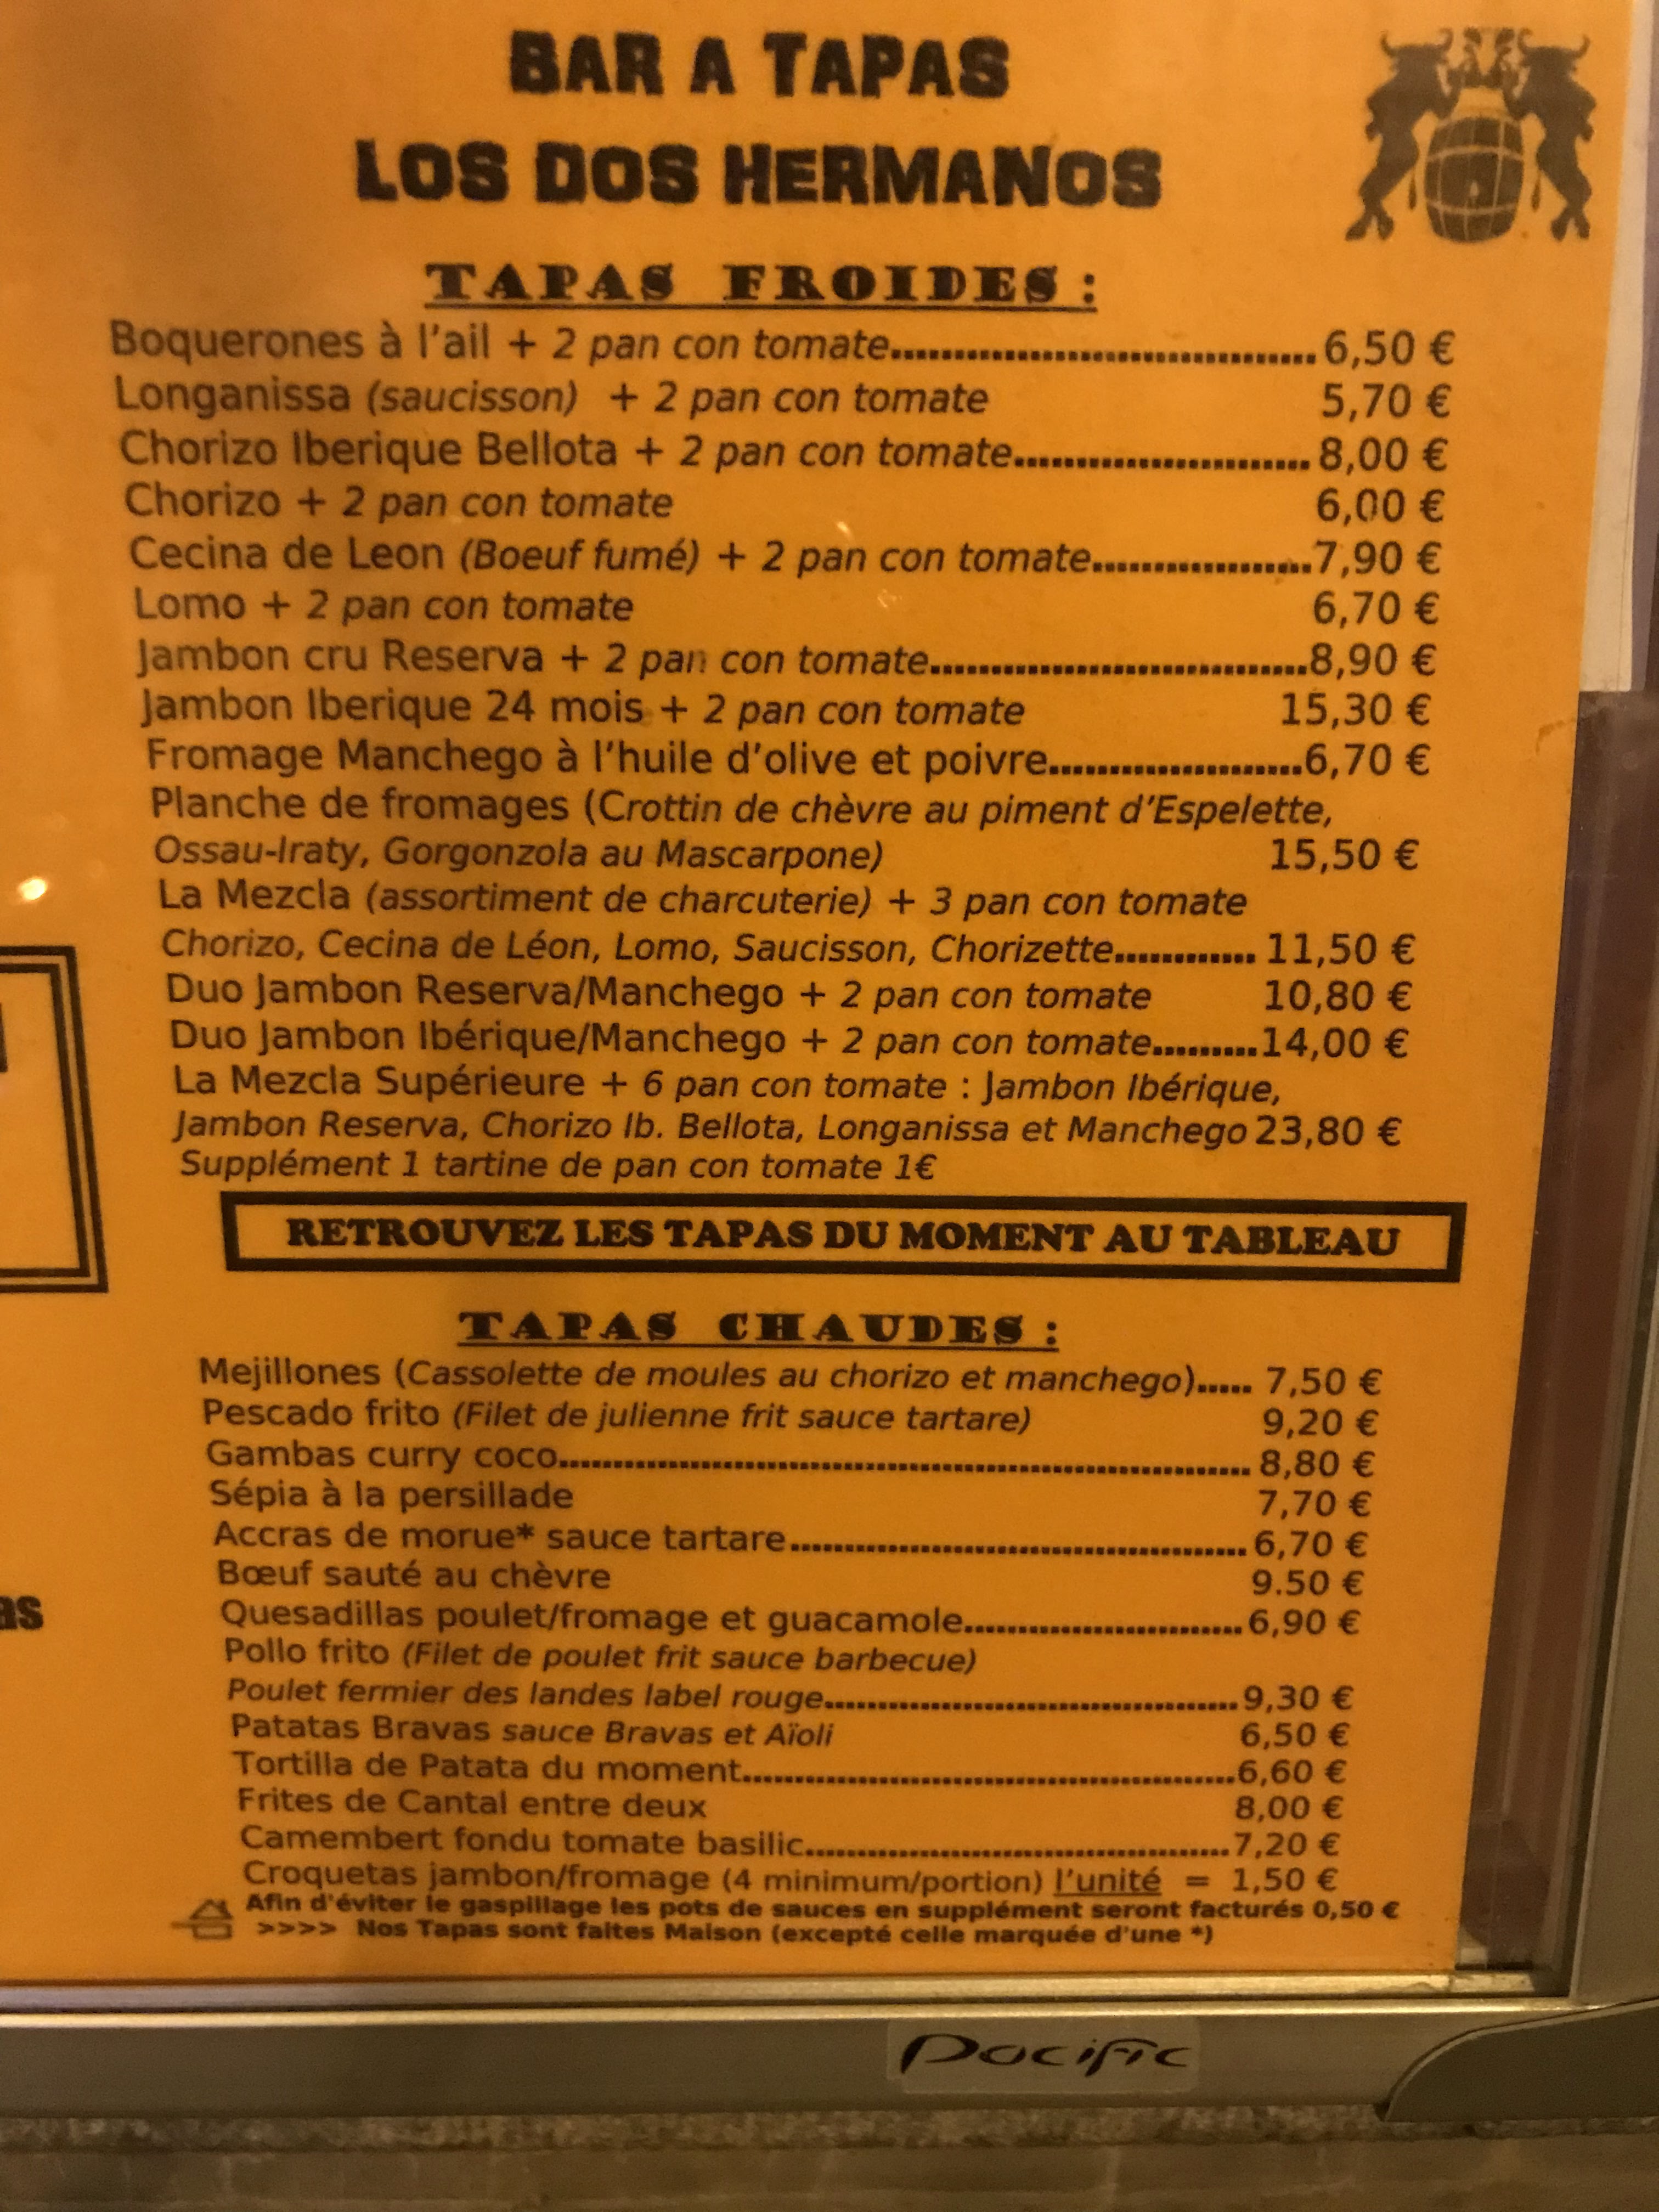 BAR A TAPAS
LOS DOS HERMANOS
TAPAS FROIDES :
Boquerones à l'ail + 2 pan con tomate.................................6,50 €
Longanissa (saucisson) + 2 pan con tomate 5,70 €
Chorizo Iberique Bellota + 2 pan con tomate........................8,00 €
Chorizo + 2 pan con tomate 6,00 €
Cecina de Leon (Boeuf fumé) + 2 pan con tomate..................7,90 €
Lomo + 2 pan con tomate 6,70 €
Jambon cru Reserva + 2 pan con tomate...............................8,90 €
Jambon Iberique 24 mois + 2 pan con tomate 15,30 €
Fromage Manchego à l'huile d'olive et poivre.....................6,70 €
Planche de fromages (Crottin de chèvre au piment d'Espelette,
Ossau-Iraty, Gorgonzola au Mascarpone) 15,50 €
La Mezcla (assortiment de charcuterie) + 3 pan con tomate
Chorizo, Cecina de Léon, Lomo, Saucisson, Chorizette............ 11,50 €
Duo Jambon Reserva/Manchego + 2 pan con tomate 10,80 €
Duo Jambon Ibérique/Manchego + 2 pan con tomate.........14,00 €
La Mezcla Supérieure + 6 pan con tomate : Jambon Ibérique,
Jambon Reserva, Chorizo Ib. Bellota, Longanissa et Manchego 23,80 €
Supplément 1 tartine de pan con tomate 1€
RETROUVEZ LES TAPAS DU MOMENT AU TABLEAU
TAPAS CHAUDES :
Mejillones (Cassolette de moules au chorizo et manchego)..... 7,50 €
Pescado frito (Filet de julienne frit sauce tartare) 9,20 €
Gambas curry coco............................................................. 8,80 €
Sépia à la persillade 7,70 €
Accras de morue* sauce tartare.........................................6,70 €
Bœuf sauté au chèvre 9.50 €
Quesadillas poulet/fromage et guacamole.........................6,90 €
Pollo frito (Filet de poulet frit sauce barbecue)
Poulet fermier des landes label rouge.....................................9,30 €
Patatas Bravas sauce Bravas et Aïoli 6,50 €
Tortilla de Patata du moment............................................6,60 €
Frites de Cantal entre deux 8,00 €
Camembert fondu tomate basilic......................................7,20 €
Croquetas jambon/fromage (4 minimum/portion) l'unité = 1,50 €
Afin d'éviter le gaspillage les pots de sauces en supplément seront facturés 0,50 €
>>>> Nos Tapas sont faites Maison (excepté celle marquée d'une *)
as
Pacific